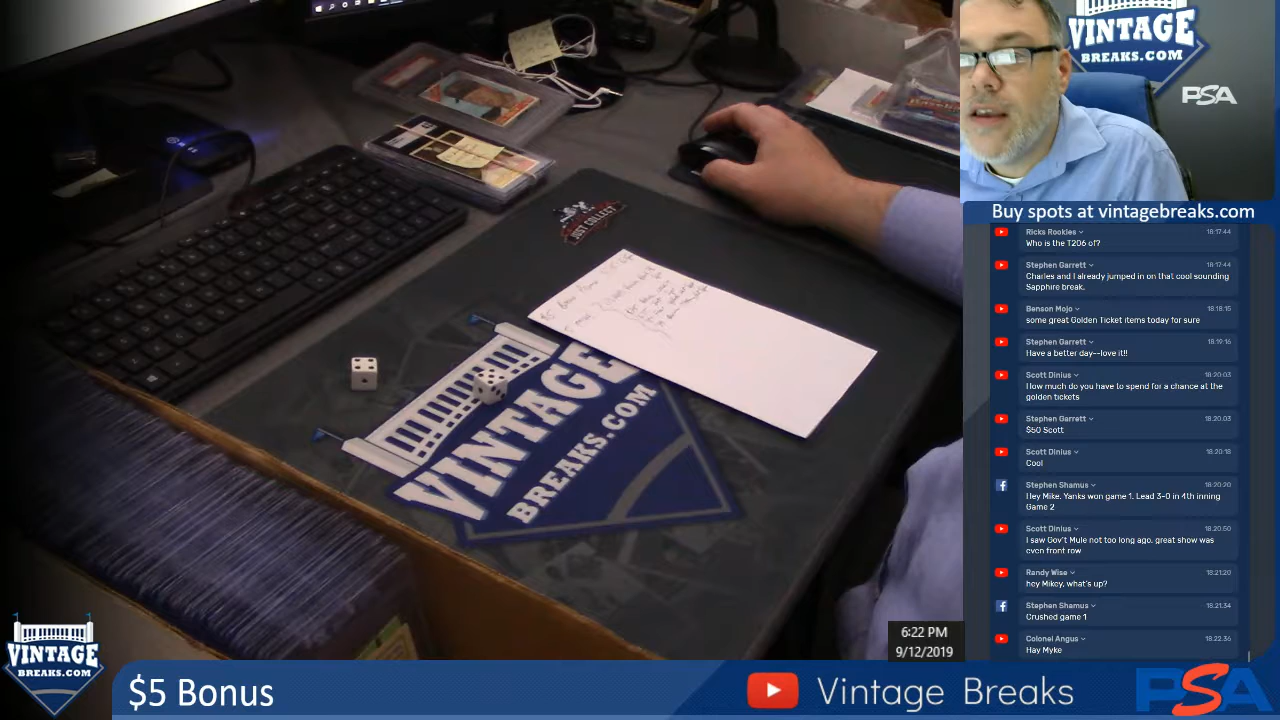 VINTAGE
BREAKS.COM
PSA
Buy spots at vintagebreaks.com
Ricks Rookies 18:17:44
Who is the T206 of?
Stephen Garrett 18:17:44
Charles and I already jumped in on that cool sounding
Sapphire break.
Benson Mojo 18:18:15
some great Golden Ticket items today for sure
Stephen Garrett 18:19:16
Have a better day--love it!!
Scott Dinius 18:20:03
How much do you have to spend for a chance at the
golden tickets
Stephen Garrett 18:20:03
$50 Scott
Scott Dinius 18:20:18
Cool
Stephen Shamus 18:20:20
Hey Mike. Yanks won game 1. Lead 3-0 in 4th inning
Game 2
Scott Dinius 18:20:50
I saw Gov't Mule not too long ago, great show was
even front row
Randy Wise 18:21:20
hey Mikey, what's up?
Stephen Shamus 18:21:34
Crushed game 1
Colonel Angus 18:22:36
Hay Myke
JUST COLLECT
VINTAGE
BREAKS.COM
6:22 PM
9/12/2019
VINTAGE
BREAKS.COM
$5 Bonus
Vintage Breaks
PSA